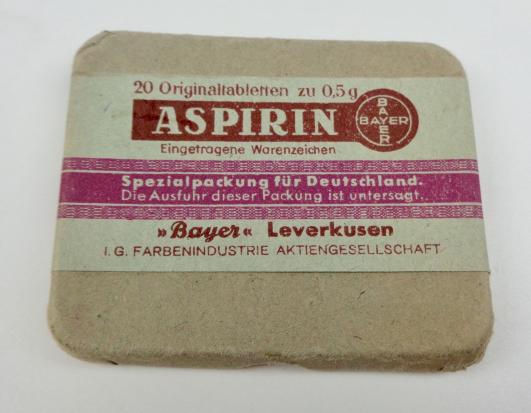 20 Originaltabletten zu 0,5 g
ASPIRIN
BAYER
BAYER
Eingetragene Warenzeichen
Spezialpackung für Deutschland.
Die Ausfuhr dieser Packung ist untersagt.
»Bayer« Leverkusen
I. G. FARBENINDUSTRIE AKTIENGESELLSCHAFT